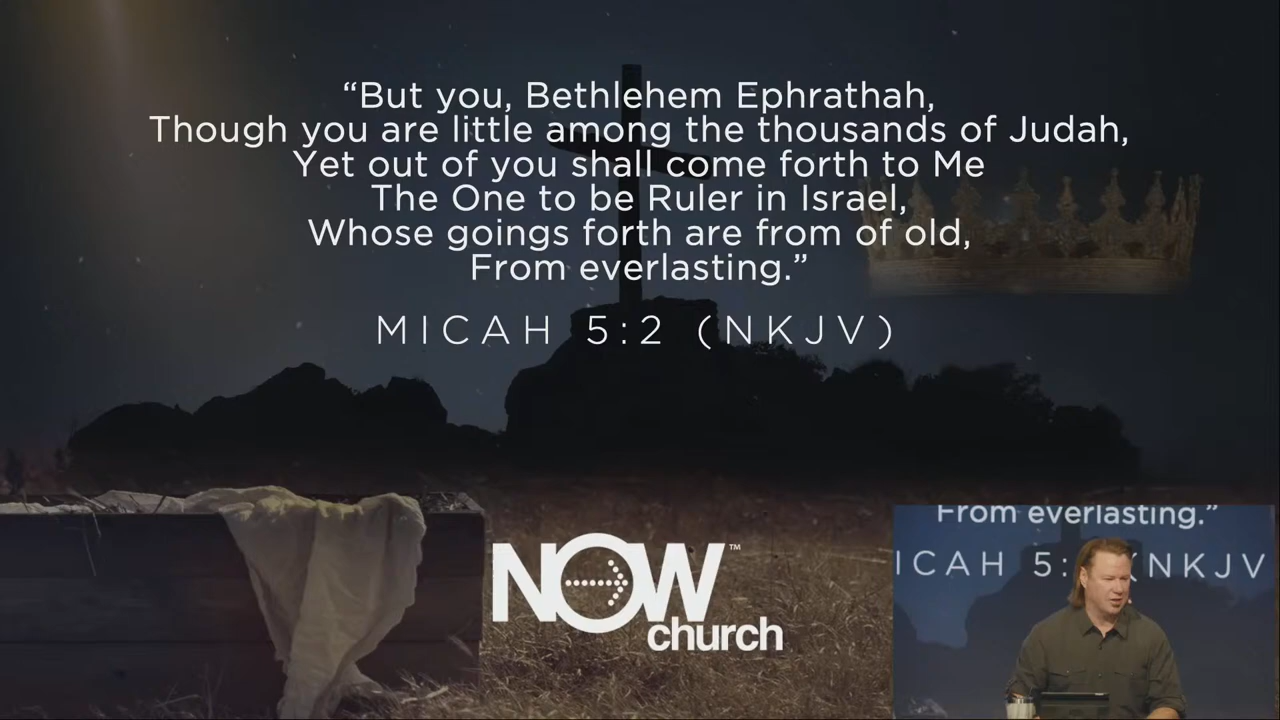 “But you, Bethlehem Ephrathah,
Though you are little among the thousands of Judah,
Yet out of you shall come forth to Me
The One to be Ruler in Israel,
Whose goings forth are from of old,
From everlasting.”
MICAH 5:2 (NKJV)
NOW™
church
From everlasting.”
ICAH 5: (NKJV